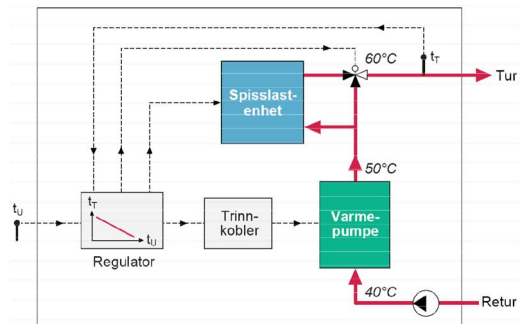 60°C
t_T
Tur
Spisslast-
enhet
50°C
t_U
t_T
t_U
Regulator
Trinn-
kobler
Varme-
pumpe
40°C
Retur